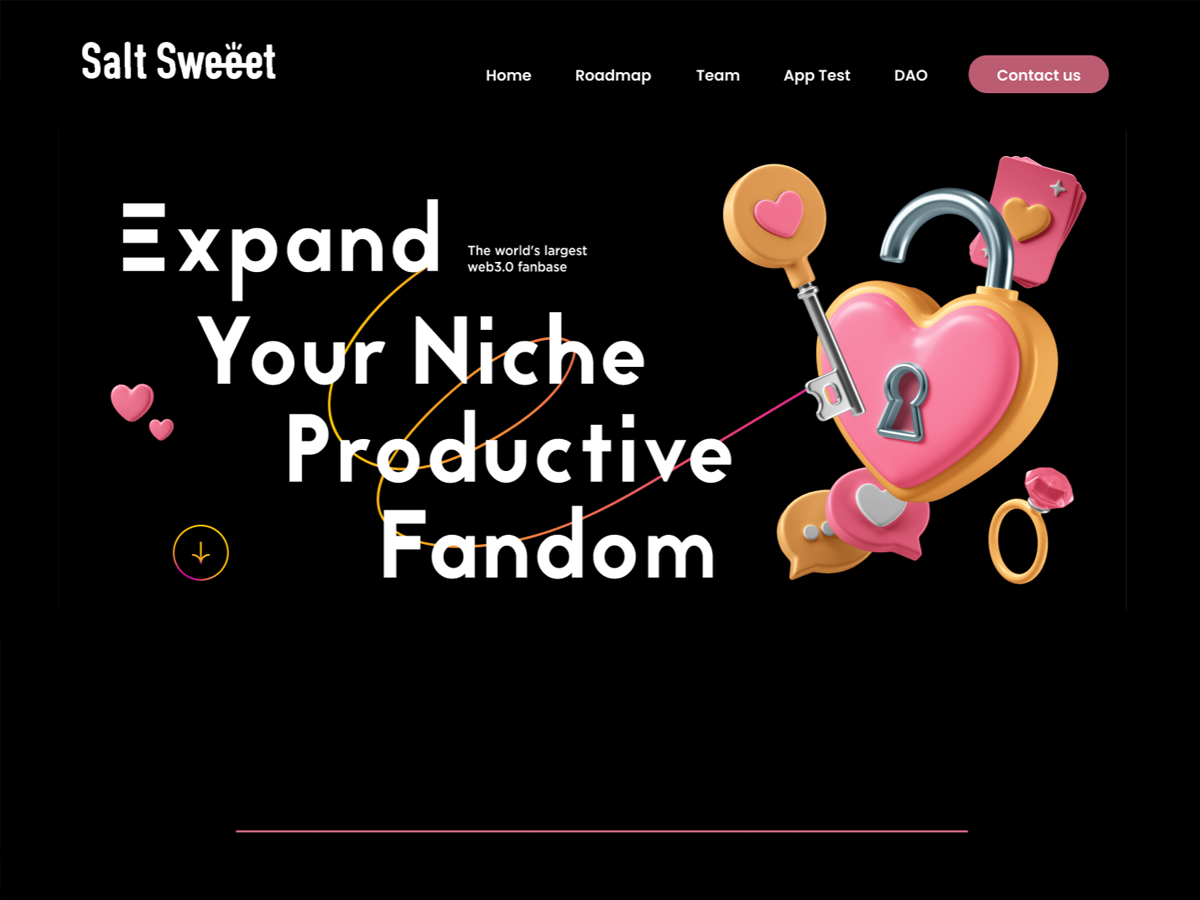 Salt Sweeet
Home
Roadmap
Team
App Test
DAO
Contact us
Expand
The world's largest
web3.0 fanbase
Your Niche
Productive
Fandom